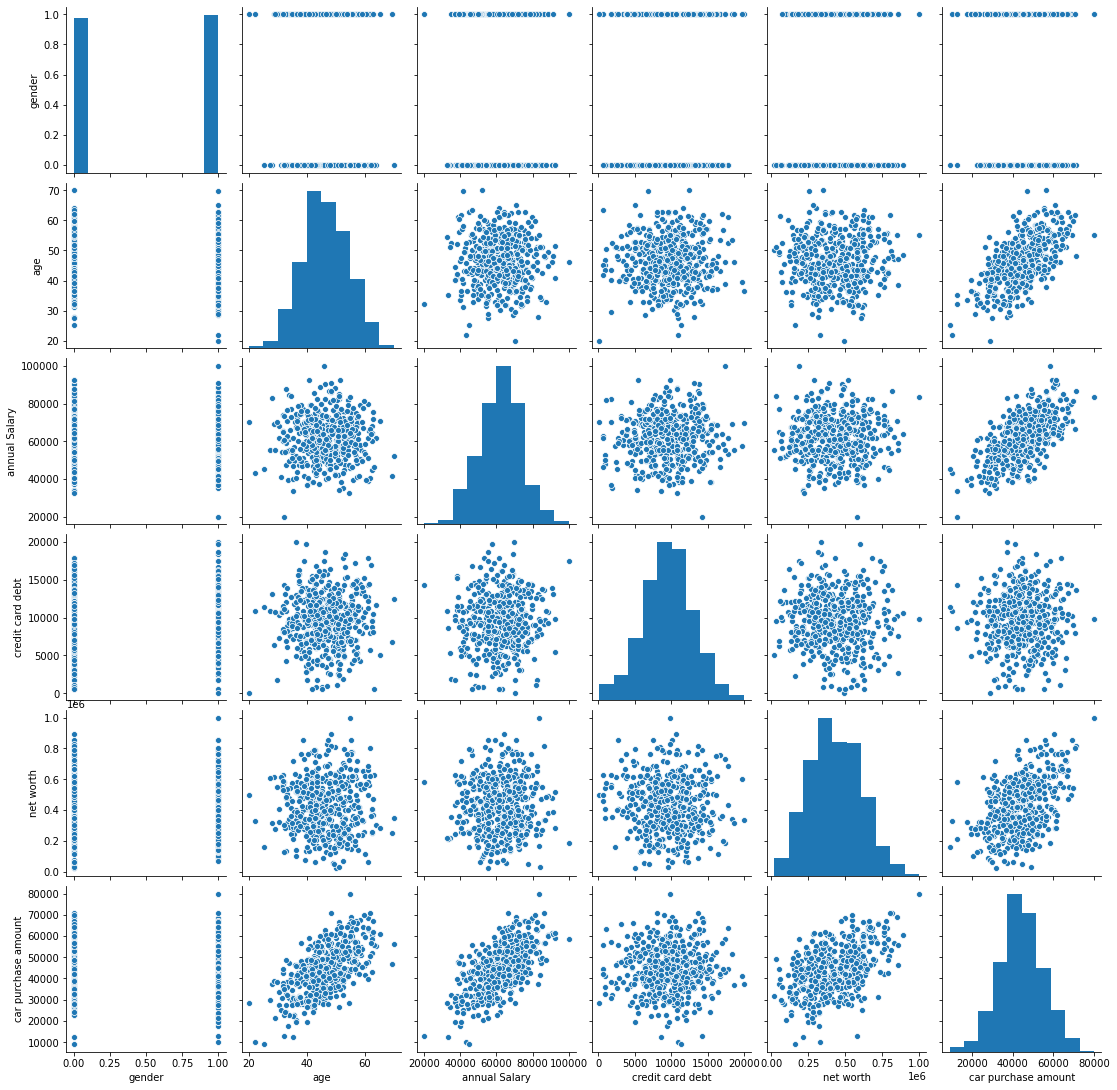 1.0
0.8
0.6
0.4
0.2
0.0
gender
70
60
50
40
30
20
age
100000
80000
60000
40000
20000
annual Salary
20000
15000
10000
5000
0
credit card debt
1e6
1.0
0.8
0.6
0.4
0.2
0.0
net worth
80000
70000
60000
50000
40000
30000
20000
10000
car purchase amount
0.00 0.25 0.50 0.75 1.00
gender
20 40 60
age
20000 40000 60000 80000 100000
annual Salary
0 5000 10000 15000 20000
credit card debt
0.00 0.25 0.50 0.75 1.00
1e6
net worth
20000 40000 60000 80000
car purchase amount